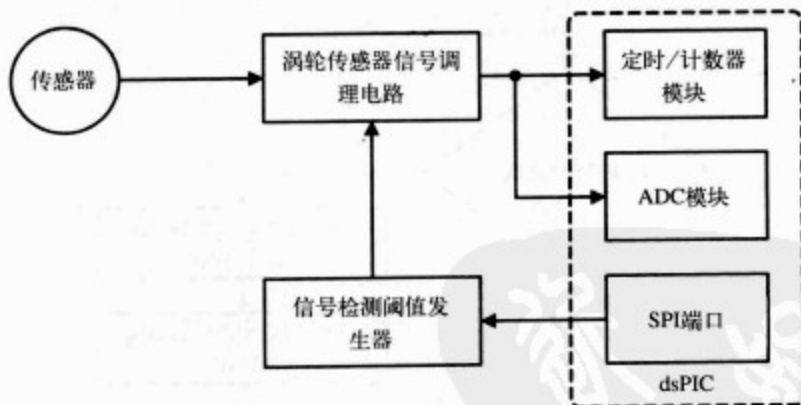 传感器
涡轮传感器信号调
理电路
定时/计数器
模块
ADC模块
信号检测阈值发
生器
SPI端口
dsPIC